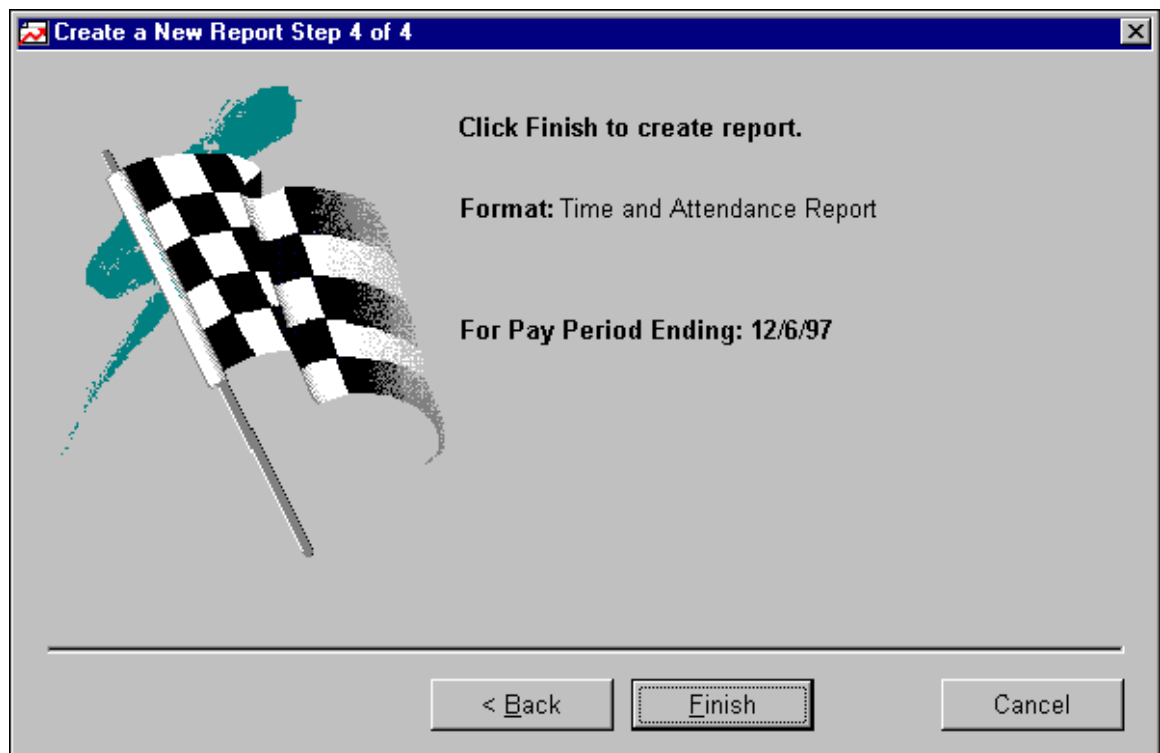 Create a New Report Step 4 of 4
Click Finish to create report.
Format: Time and Attendance Report
For Pay Period Ending: 12/6/97
< Back
Finish
Cancel